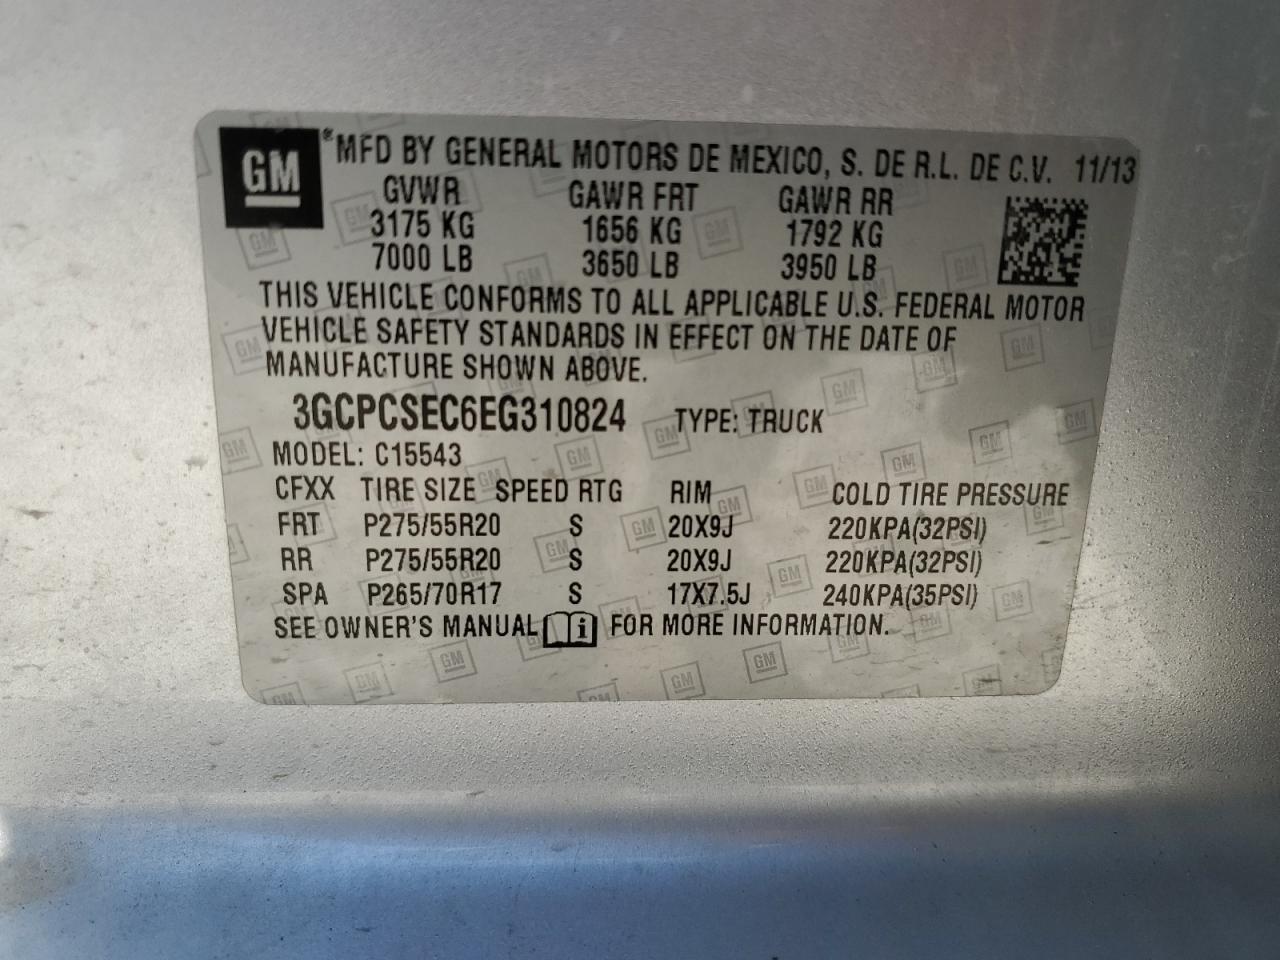 GM ® MFD BY GENERAL MOTORS DE MEXICO, S. DE R.L. DE C.V. 11/13
GVWR GAWR FRT GAWR RR
3175 KG 1656 KG 1792 KG
7000 LB 3650 LB 3950 LB
THIS VEHICLE CONFORMS TO ALL APPLICABLE U.S. FEDERAL MOTOR
VEHICLE SAFETY STANDARDS IN EFFECT ON THE DATE OF
MANUFACTURE SHOWN ABOVE.
3GCPCSEC6EG310824 TYPE: TRUCK
MODEL: C15543
CFXX TIRE SIZE SPEED RTG RIM COLD TIRE PRESSURE
FRT P275/55R20 S 20X9J 220KPA(32PSI)
RR P275/55R20 S 20X9J 220KPA(32PSI)
SPA P265/70R17 S 17X7.5J 240KPA(35PSI)
SEE OWNER'S MANUAL i FOR MORE INFORMATION.